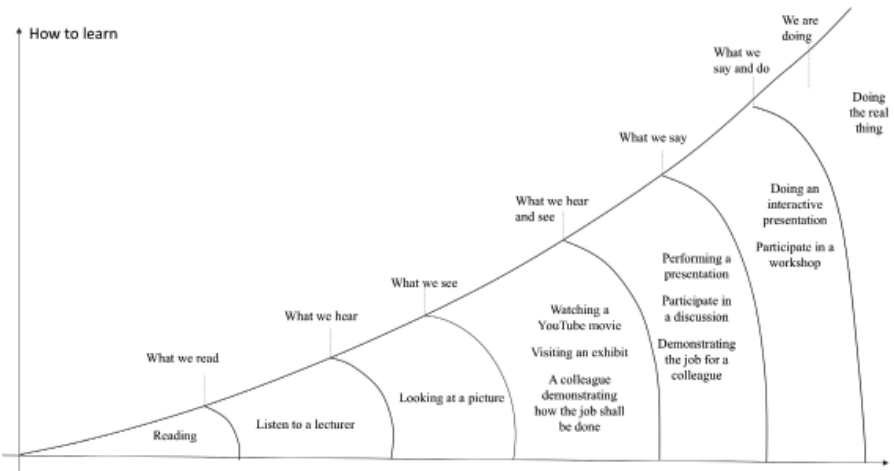 How to learn
We are
doing
What we
say and do
Doing
the real
thing
What we say
Doing an
interactive
presentation
Participate in a
workshop
What we hear
and see
Performing a
presentation
Participate in
a discussion
Demonstrating
the job for a
colleague
What we see
Watching a
YouTube movie
Visiting an exhibit
A colleague
demonstrating
how the job shall
be done
What we hear
Looking at a picture
What we read
Listen to a lecturer
Reading